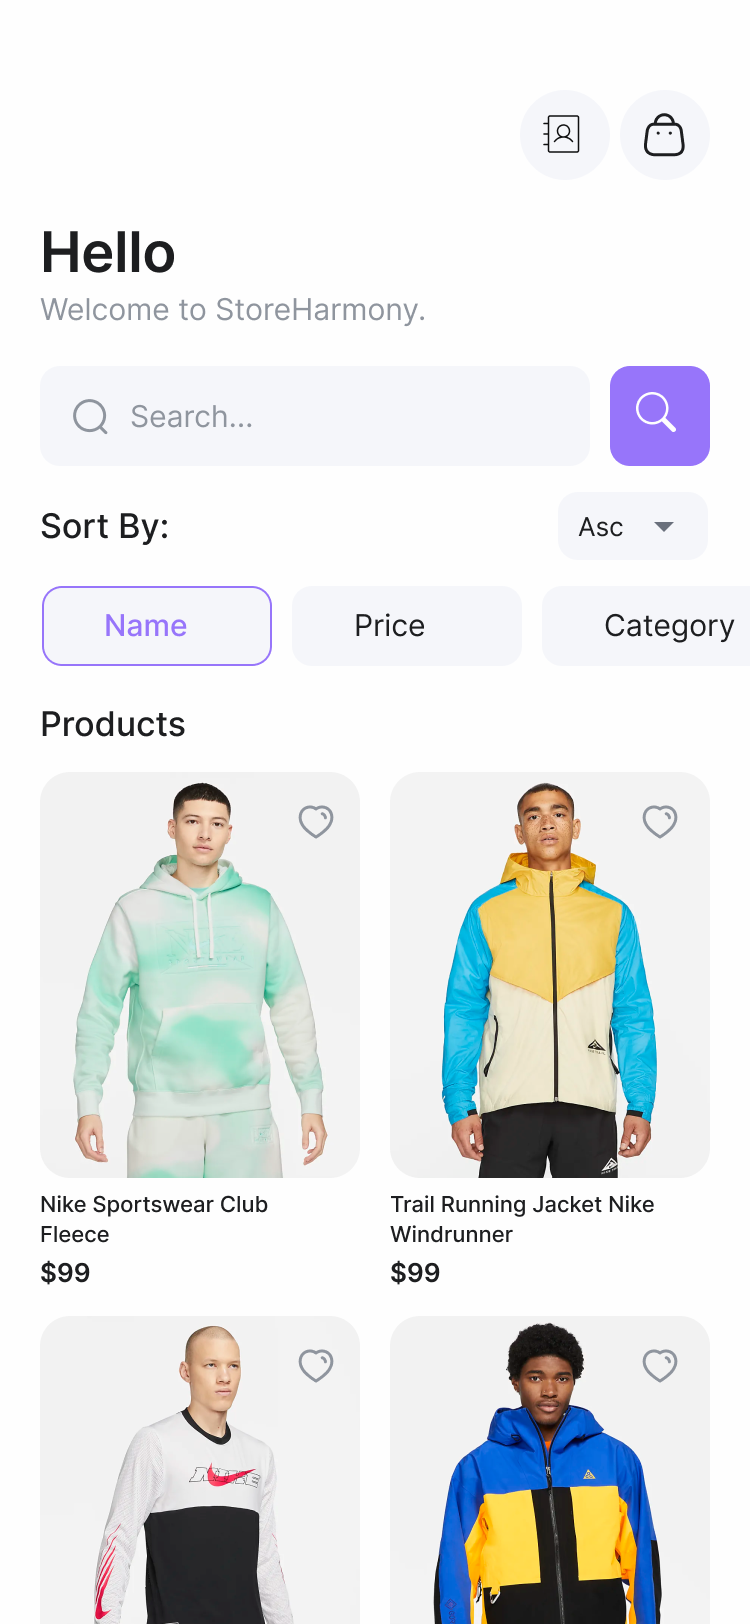 Hello
Welcome to StoreHarmony.
Search...
Sort By:
Asc
Name
Price
Category
Products
Nike Sportswear Club
Fleece
$99
Trail Running Jacket Nike
Windrunner
$99
NIKE